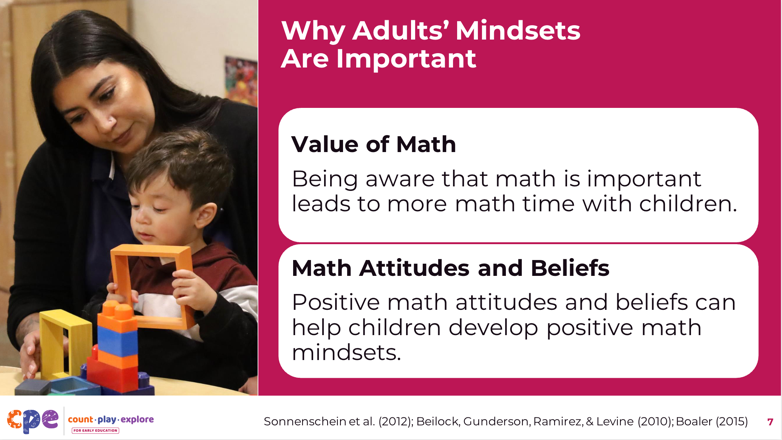 Why Adults’ Mindsets
Are Important
Value of Math
Being aware that math is important
leads to more math time with children.
Math Attitudes and Beliefs
Positive math attitudes and beliefs can
help children develop positive math
mindsets.
cpe
count·play·explore
FOR EARLY EDUCATION
Sonnenschein et al. (2012); Beilock, Gunderson, Ramirez, & Levine (2010); Boaler (2015)
7